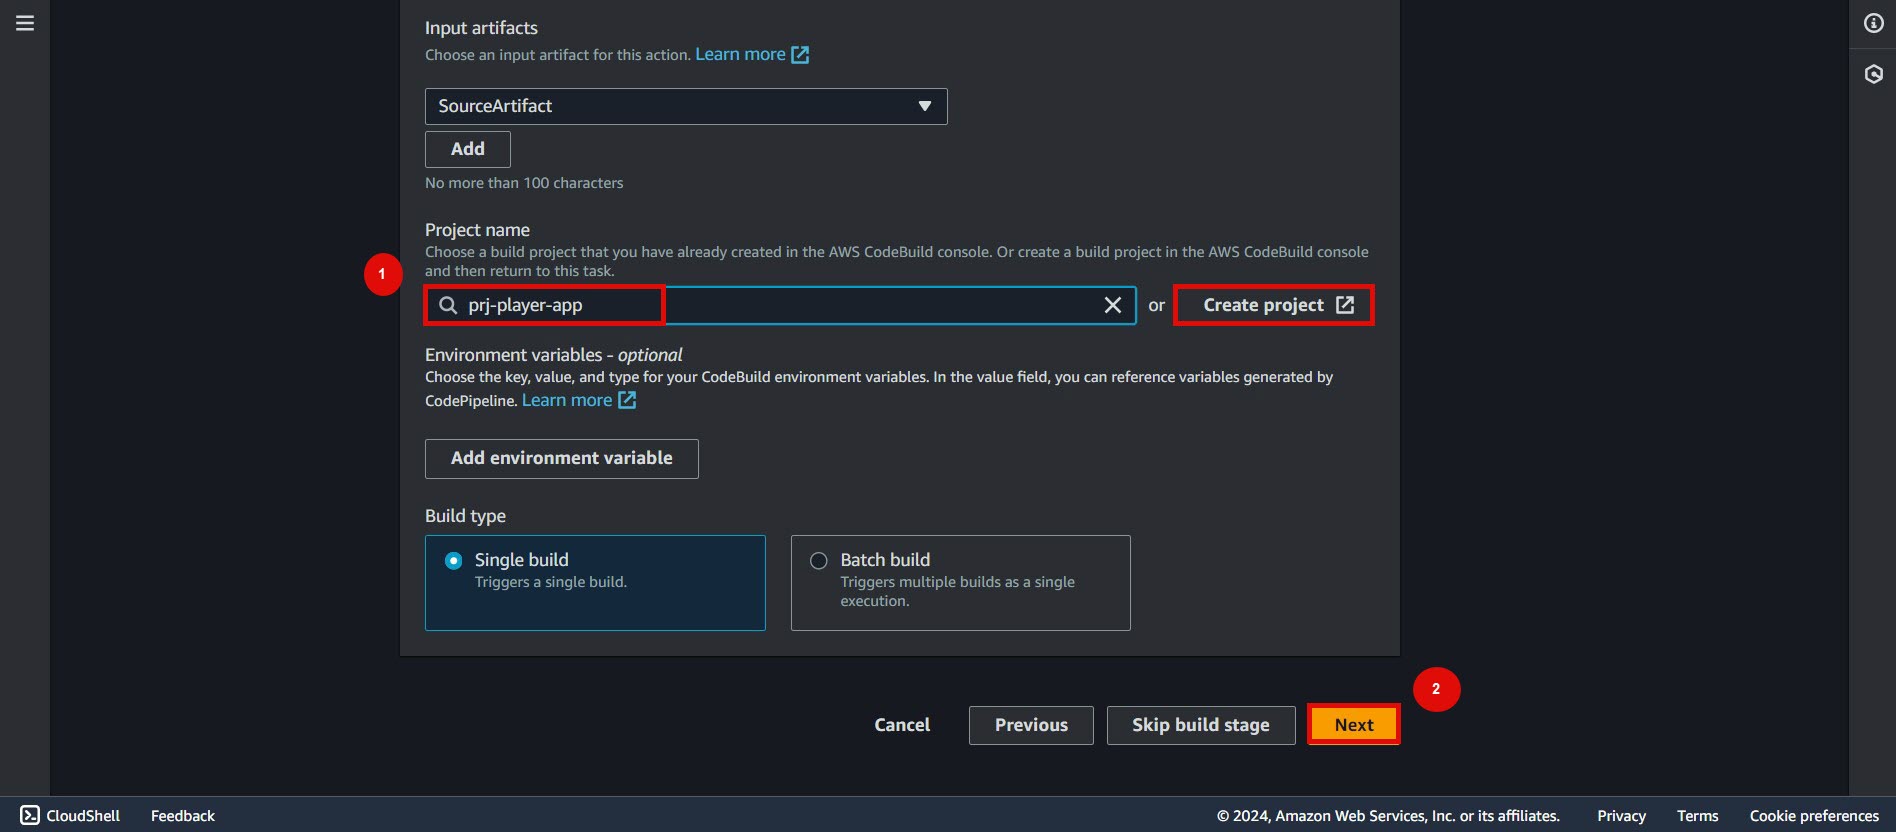 Input artifacts
Choose an input artifact for this action. Learn more
SourceArtifact
Add
No more than 100 characters
Project name
Choose a build project that you have already created in the AWS CodeBuild console. Or create a build project in the AWS CodeBuild console
and then return to this task.
1
prj-player-app
or
Create project
Environment variables - optional
Choose the key, value, and type for your CodeBuild environment variables. In the value field, you can reference variables generated by
CodePipeline. Learn more
Add environment variable
Build type
Single build
Triggers a single build.
Batch build
Triggers multiple builds as a single
execution.
2
Cancel
Previous
Skip build stage
Next
CloudShell
Feedback
© 2024, Amazon Web Services, Inc. or its affiliates.
Privacy
Terms
Cookie preferences